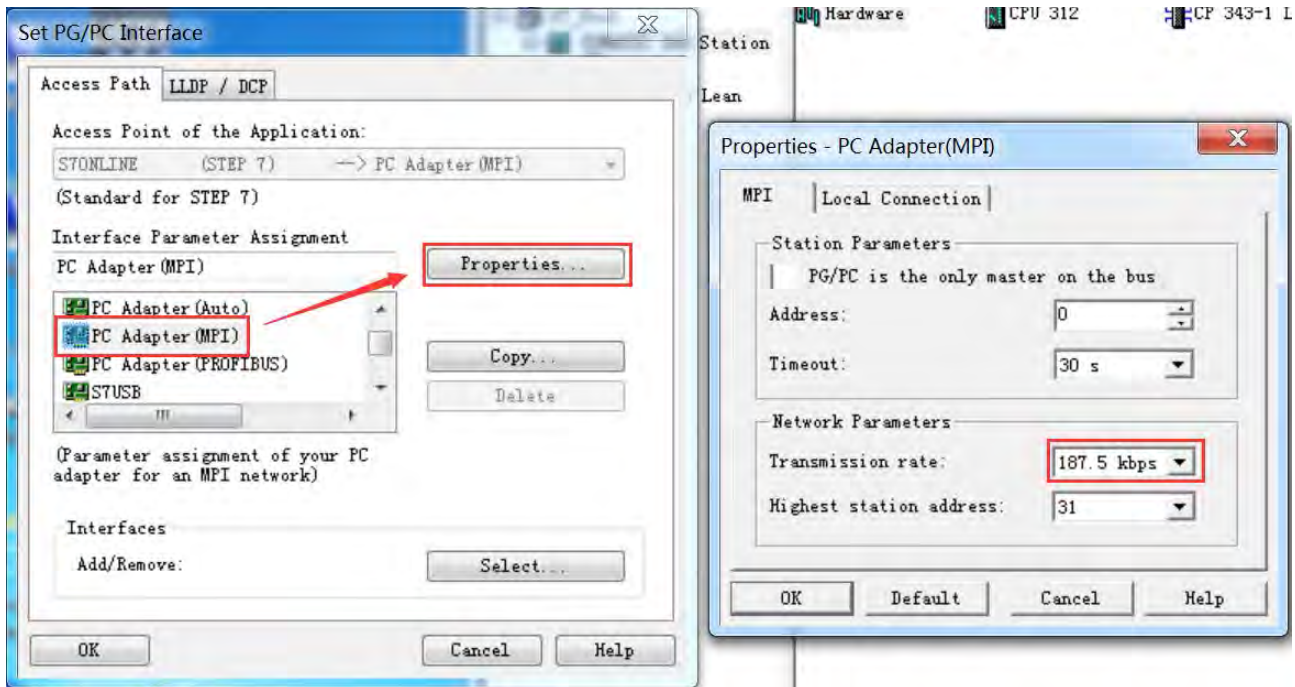 Set PG/PC Interface
Access Path
LLDP / DCP
Access Point of the Application:
S7ONLINE (STEP 7) --> PC Adapter(MPI)
(Standard for STEP 7)
Interface Parameter Assignment
PC Adapter(MPI)
Properties...
PC Adapter(Auto)
PC Adapter(MPI)
PC Adapter(PROFIBUS)
S7USB
Copy...
Delete
(Parameter assignment of your PC
adapter for an MPI network)
Interfaces
Add/Remove:
Select...
OK
Cancel
Help
Hardware
CPU 312
CP 343-1 L
Station
Lean
Properties - PC Adapter(MPI)
MPI
Local Connection
Station Parameters
PG/PC is the only master on the bus
Address:
0
Timeout:
30 s
Network Parameters
Transmission rate:
187.5 kbps
Highest station address:
31
OK
Default
Cancel
Help